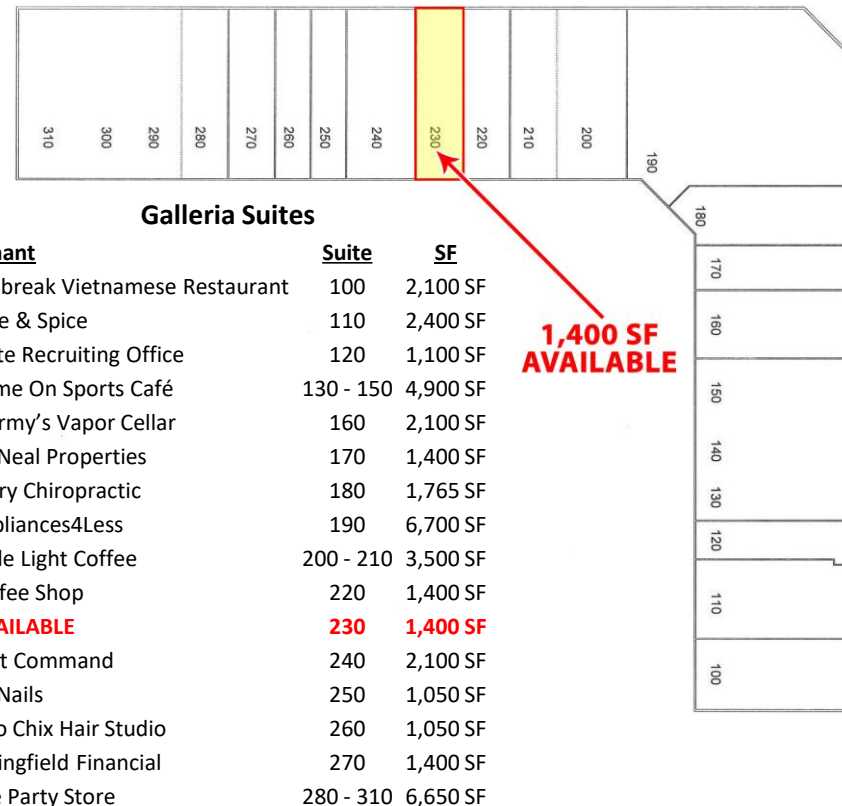 310 300 290 280 270 260 250 240 230 220 210 200 190
180
170
160
150
140
130
120
110
100
1,400 SF
AVAILABLE
Galleria Suites
nant Suite SF
break Vietnamese Restaurant 100 2,100 SF
e & Spice 110 2,400 SF
te Recruiting Office 120 1,100 SF
me On Sports Café 130 - 150 4,900 SF
rmy’s Vapor Cellar 160 2,100 SF
Neal Properties 170 1,400 SF
ry Chiropractic 180 1,765 SF
pliances4Less 190 6,700 SF
le Light Coffee 200 - 210 3,500 SF
fee Shop 220 1,400 SF
AILABLE 230 1,400 SF
t Command 240 2,100 SF
Nails 250 1,050 SF
o Chix Hair Studio 260 1,050 SF
ingfield Financial 270 1,400 SF
e Party Store 280 - 310 6,650 SF